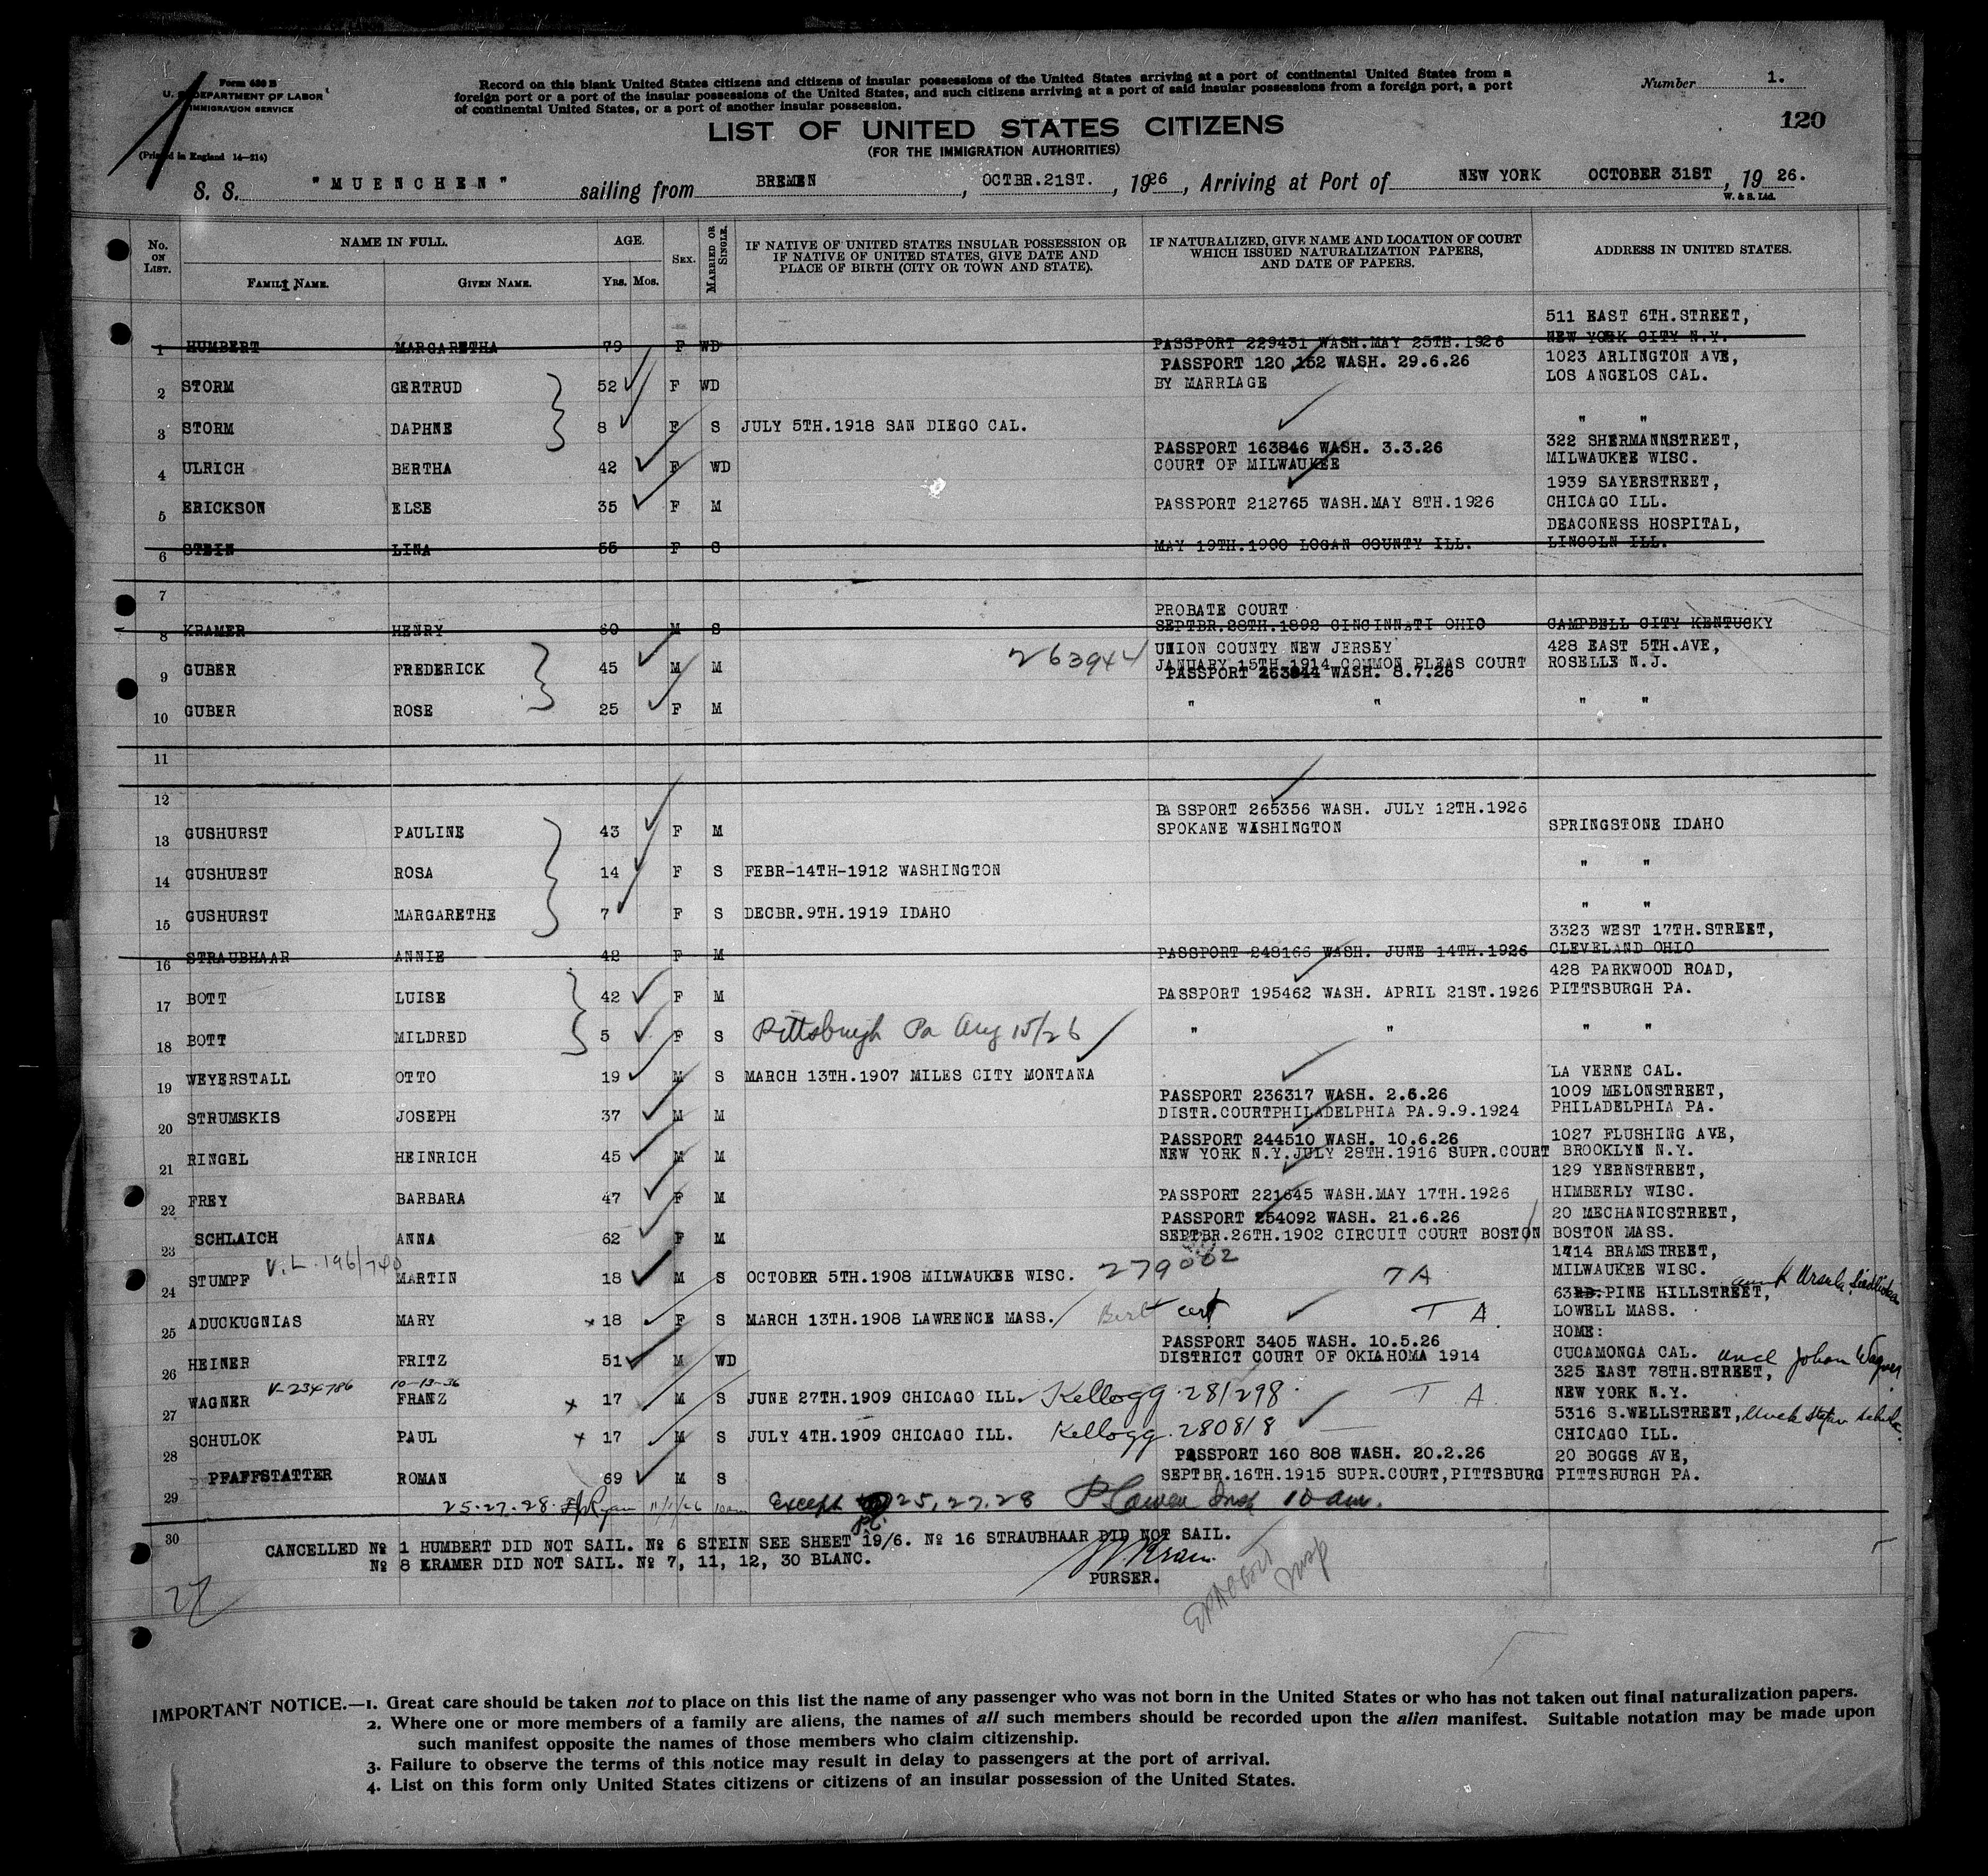 Form 630 B
U. S. DEPARTMENT OF LABOR
IMMIGRATION SERVICE
(Printed in England 14—214)
Record on this blank United States citizens and citizens of insular possessions of the United States arriving at a port of continental United States from a
foreign port or a port of the insular possessions of the United States, and such citizens arriving at a port of said insular possessions from a foreign port, a port
of continental United States, or a port of another insular possession.
Number 1.
120
LIST OF UNITED STATES CITIZENS
(FOR THE IMMIGRATION AUTHORITIES)
S. S. "MUENCHEN" sailing from BREMEN, OCTBR.21ST., 1926, Arriving at Port of NEW YORK OCTOBER 31ST, 1926.
W. & S. Ltd.
No. ON LIST. NAME IN FULL. AGE. SEX. MARRIED OR SINGLE. IF NATIVE OF UNITED STATES INSULAR POSSESSION OR IF NATIVE OF UNITED STATES, GIVE DATE AND PLACE OF BIRTH (CITY OR TOWN AND STATE). IF NATURALIZED, GIVE NAME AND LOCATION OF COURT WHICH ISSUED NATURALIZATION PAPERS, AND DATE OF PAPERS. ADDRESS IN UNITED STATES.
FAMILY NAME. GIVEN NAME. YRS. MOS.
511 EAST 6TH.STREET,
1 HUMBERT MARGARETHA 79 F WD PASSPORT 229431 WASH.MAY 25TH.1926 NEW YORK CITY N.Y.
PASSPORT 120 152 WASH. 29.6.26 1023 ARLINGTON AVE,
2 STORM GERTRUD 52 F WD BY MARRIAGE LOS ANGELOS CAL.
3 STORM DAPHNE 8 F S JULY 5TH.1918 SAN DIEGO CAL. " "
PASSPORT 163846 WASH. 3.3.26 322 SHERMANNSTREET,
4 ULRICH BERTHA 42 F WD COURT OF MILWAUKEE MILWAUKEE WISC.
1939 SAYERSTREET,
5 ERICKSON ELSE 35 F M PASSPORT 212765 WASH.MAY 8TH.1926 CHICAGO ILL.
DEACONESS HOSPITAL,
6 STEIN LINA 55 F S MAY 19TH.1900 LOGAN COUNTY ILL. LINCOLN ILL.
7
PROBATE COURT
8 KRAMER HENRY 60 M S SEPTBR.28TH.1892 CINCINNATI OHIO CAMPBELL CITY KENTUCKY
UNION COUNTY NEW JERSEY 428 EAST 5TH.AVE,
9 GUBER FREDERICK 45 M M 263944 JANUARY 15TH.1914 COMMON PLEAS COURT ROSELLE N.J.
PASSPORT 263944 WASH. 8.7.26
10 GUBER ROSE 25 F M " " " "
11
12
PASSPORT 265356 WASH. JULY 12TH.1926
13 GUSHURST PAULINE 43 F M SPOKANE WASHINGTON SPRINGSTONE IDAHO
14 GUSHURST ROSA 14 F S FEBR-14TH-1912 WASHINGTON " "
15 GUSHURST MARGARETHE 7 F S DECBR.9TH.1919 IDAHO " "
3323 WEST 17TH.STREET,
16 STRAUBHAAR ANNIE 42 F M PASSPORT 248166 WASH. JUNE 14TH.1926 CLEVELAND OHIO
428 PARKWOOD ROAD,
17 BOTT LUISE 42 F M PASSPORT 195462 WASH. APRIL 21ST.1926 PITTSBURGH PA.
18 BOTT MILDRED 5 F S Pittsburgh Pa Aug 15/26 " " " "
19 WEYERSTALL OTTO 19 M S MARCH 13TH.1907 MILES CITY MONTANA LA VERNE CAL.
PASSPORT 236317 WASH. 2.6.26 1009 MELONSTREET,
20 STRUMSKIS JOSEPH 37 M M DISTR.COURTPHILADELPHIA PA.9.9.1924 PHILADELPHIA PA.
PASSPORT 244510 WASH. 10.6.26 1027 FLUSHING AVE,
21 RINGEL HEINRICH 45 M M NEW YORK N.Y.JULY 28TH.1916 SUPR.COURT BROOKLYN N.Y.
129 YERNSTREET,
22 FREY BARBARA 47 F M PASSPORT 221645 WASH.MAY 17TH.1926 HIMBERLY WISC.
PASSPORT 254092 WASH. 21.6.26 20 MECHANICSTREET,
23 SCHLAICH ANNA 62 F M SEPTBR.26TH.1902 CIRCUIT COURT BOSTON BOSTON MASS.
V.L. 196/740 1414 BRAMSTREET,
24 STUMPF MARTIN 18 M S OCTOBER 5TH.1908 MILWAUKEE WISC. 279002 TA MILWAUKEE WISC.
63RD.PINE HILLSTREET, aunt Ursula
25 ADUCKUGNIAS MARY x 18 F S MARCH 13TH.1908 LAWRENCE MASS. Birth cert T A LOWELL MASS.
PASSPORT 3405 WASH. 10.5.26 HOME:
26 HEINER FRITZ 51 M WD DISTRICT COURT OF OKLAHOMA 1914 CUCAMONGA CAL. uncl Johan Wagner
V-234786 10-13-36 325 EAST 78TH.STREET,
27 WAGNER FRANZ x 17 M S JUNE 27TH.1909 CHICAGO ILL. Kellogg 281298 T A NEW YORK N.Y.
5316 S.WELLSTREET, Uncle Stefan
28 SCHULOK PAUL x 17 M S JULY 4TH.1909 CHICAGO ILL. Kellogg 280818 CHICAGO ILL.
PASSPORT 160 808 WASH. 20.2.26 20 BOGGS AVE,
29 PFAFFSTATTER ROMAN 69 M S SEPTBR.16TH.1915 SUPR.COURT,PITTSBURG PITTSBURGH PA.
25-27-28 Ryan 11/1/26 10am Except 25, 27, 28 Insp 10 am.
30
CANCELLED № 1 HUMBERT DID NOT SAIL. № 6 STEIN SEE SHEET 19/6. № 16 STRAUBHAAR DID NOT SAIL.
№ 8 KRAMER DID NOT SAIL. № 7, 11, 12, 30 BLANC.
PURSER.
IMPORTANT NOTICE.—1. Great care should be taken not to place on this list the name of any passenger who was not born in the United States or who has not taken out final naturalization papers.
2. Where one or more members of a family are aliens, the names of all such members should be recorded upon the alien manifest. Suitable notation may be made upon
such manifest opposite the names of those members who claim citizenship.
3. Failure to observe the terms of this notice may result in delay to passengers at the port of arrival.
4. List on this form only United States citizens or citizens of an insular possession of the United States.